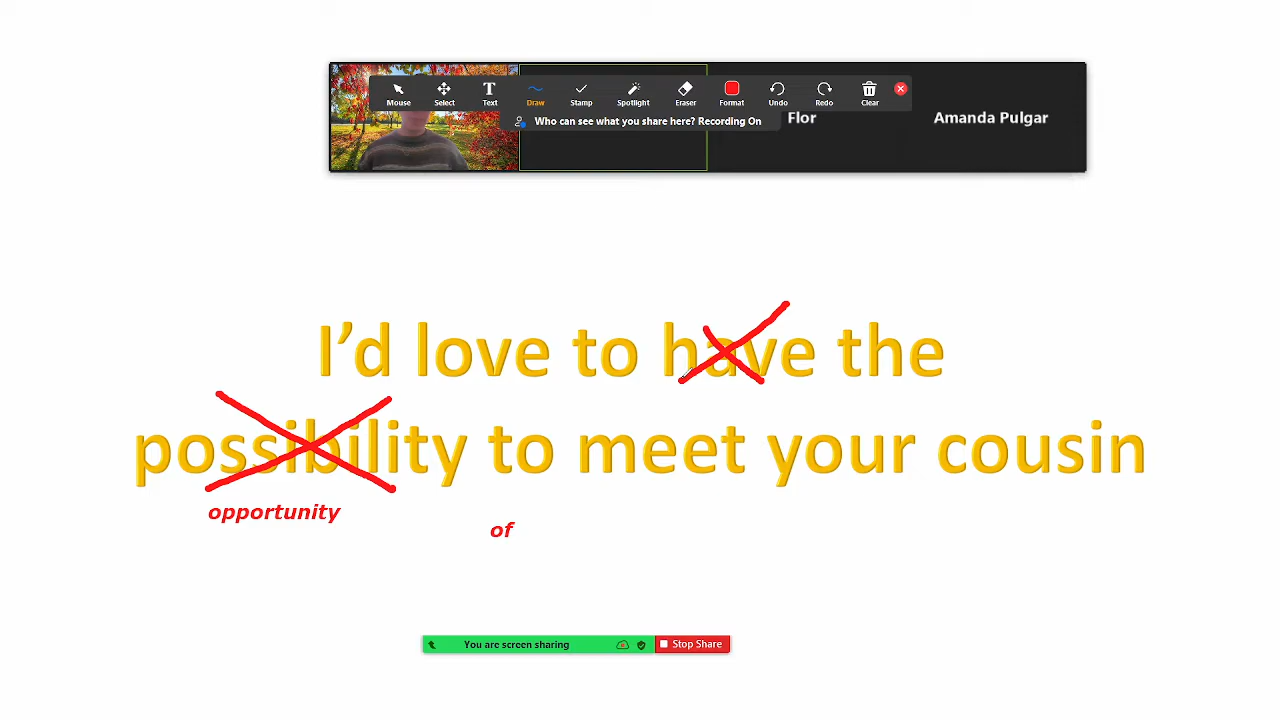 Mouse Select Text Draw Stamp Spotlight Eraser Format Undo Redo Clear
Who can see what you share here? Recording On
Flor Amanda Pulgar
I'd love to have the
possibility to meet your cousin
opportunity
of
You are screen sharing Stop Share